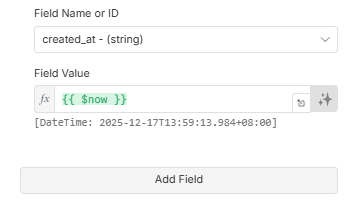 Field Name or ID
created_at - (string)
Field Value
fx {{ $now }}
[DateTime: 2025-12-17T13:59:13.984+08:00]
Add Field